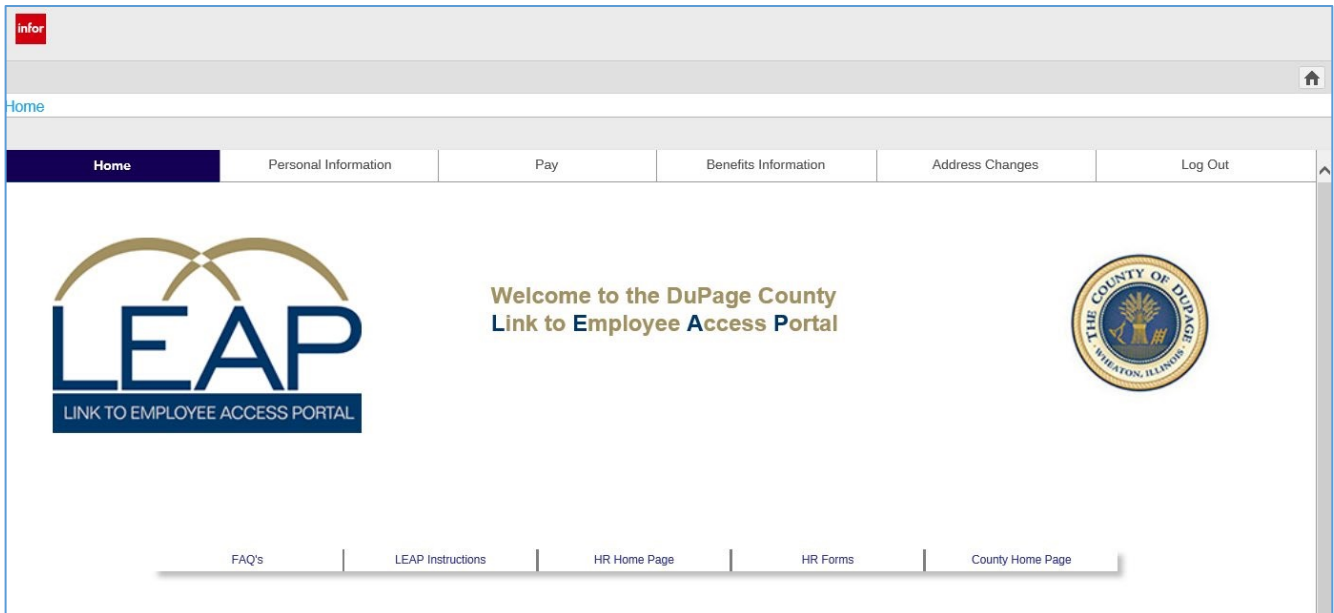 infor
Home
Home Personal Information Pay Benefits Information Address Changes Log Out
LEAP
LINK TO EMPLOYEE ACCESS PORTAL
Welcome to the DuPage County
Link to Employee Access Portal
THE COUNTY OF DUPAGE
WHEATON, ILLINOIS
FAQ's LEAP Instructions HR Home Page HR Forms County Home Page